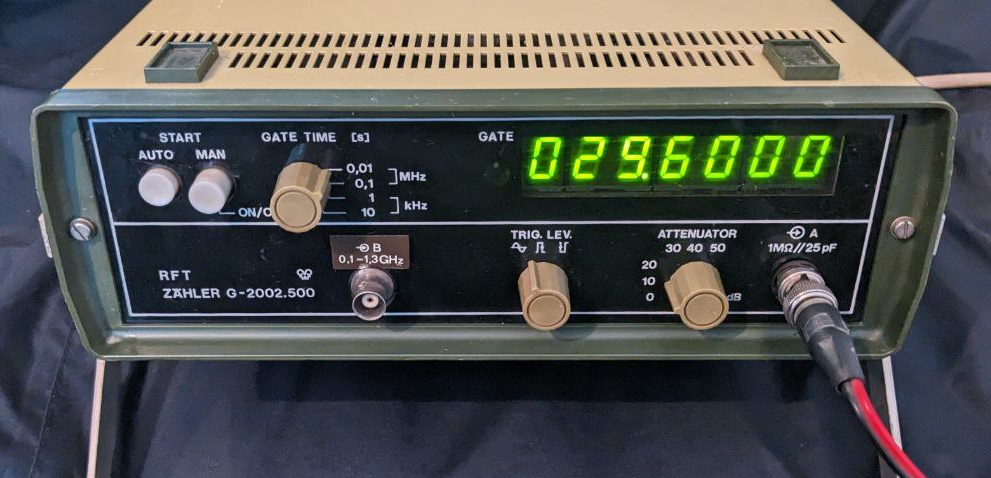 START
AUTO MAN
ON/O
GATE TIME [s]
0,01
0,1
MHz
1
10
kHz
GATE
029.6000
B
0,1-1,3GHz
RFT
ZÄHLER G-2002.500
TRIG. LEV.
ATTENUATOR
30 40 50
20
10
0
dB
A
1MΩ//25pF